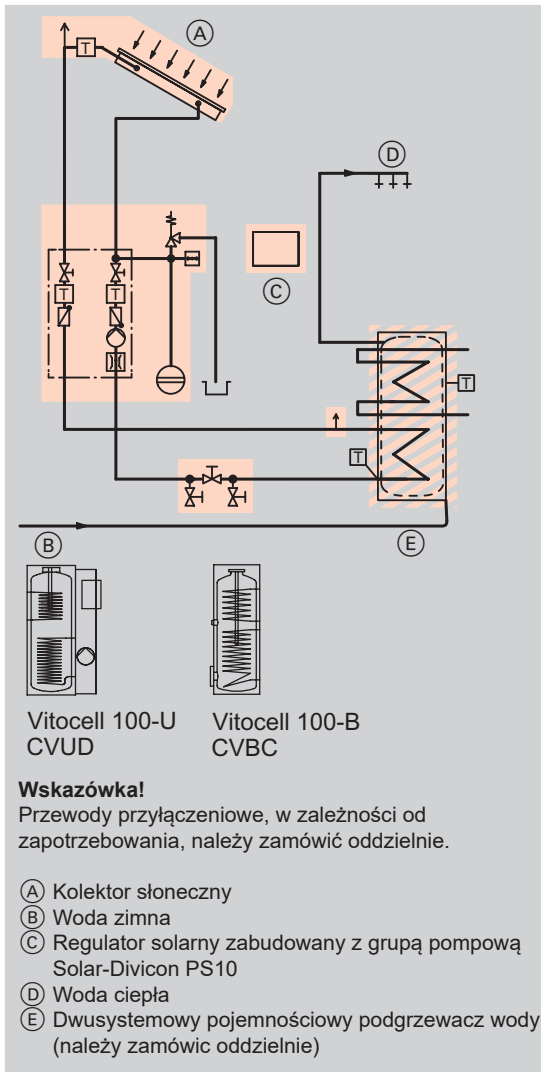 A
T
D
C
T
T
T
T
B
E
Vitocell 100-U
CVUD
Vitocell 100-B
CVBC
Wskazówka!
Przewody przyłączeniowe, w zależności od
zapotrzebowania, należy zamówić oddzielnie.
A Kolektor słoneczny
B Woda zimna
C Regulator solarny zabudowany z grupą pompową
Solar-Divicon PS10
D Woda ciepła
E Dwusystemowy pojemnościowy podgrzewacz wody
(należy zamówic oddzielnie)